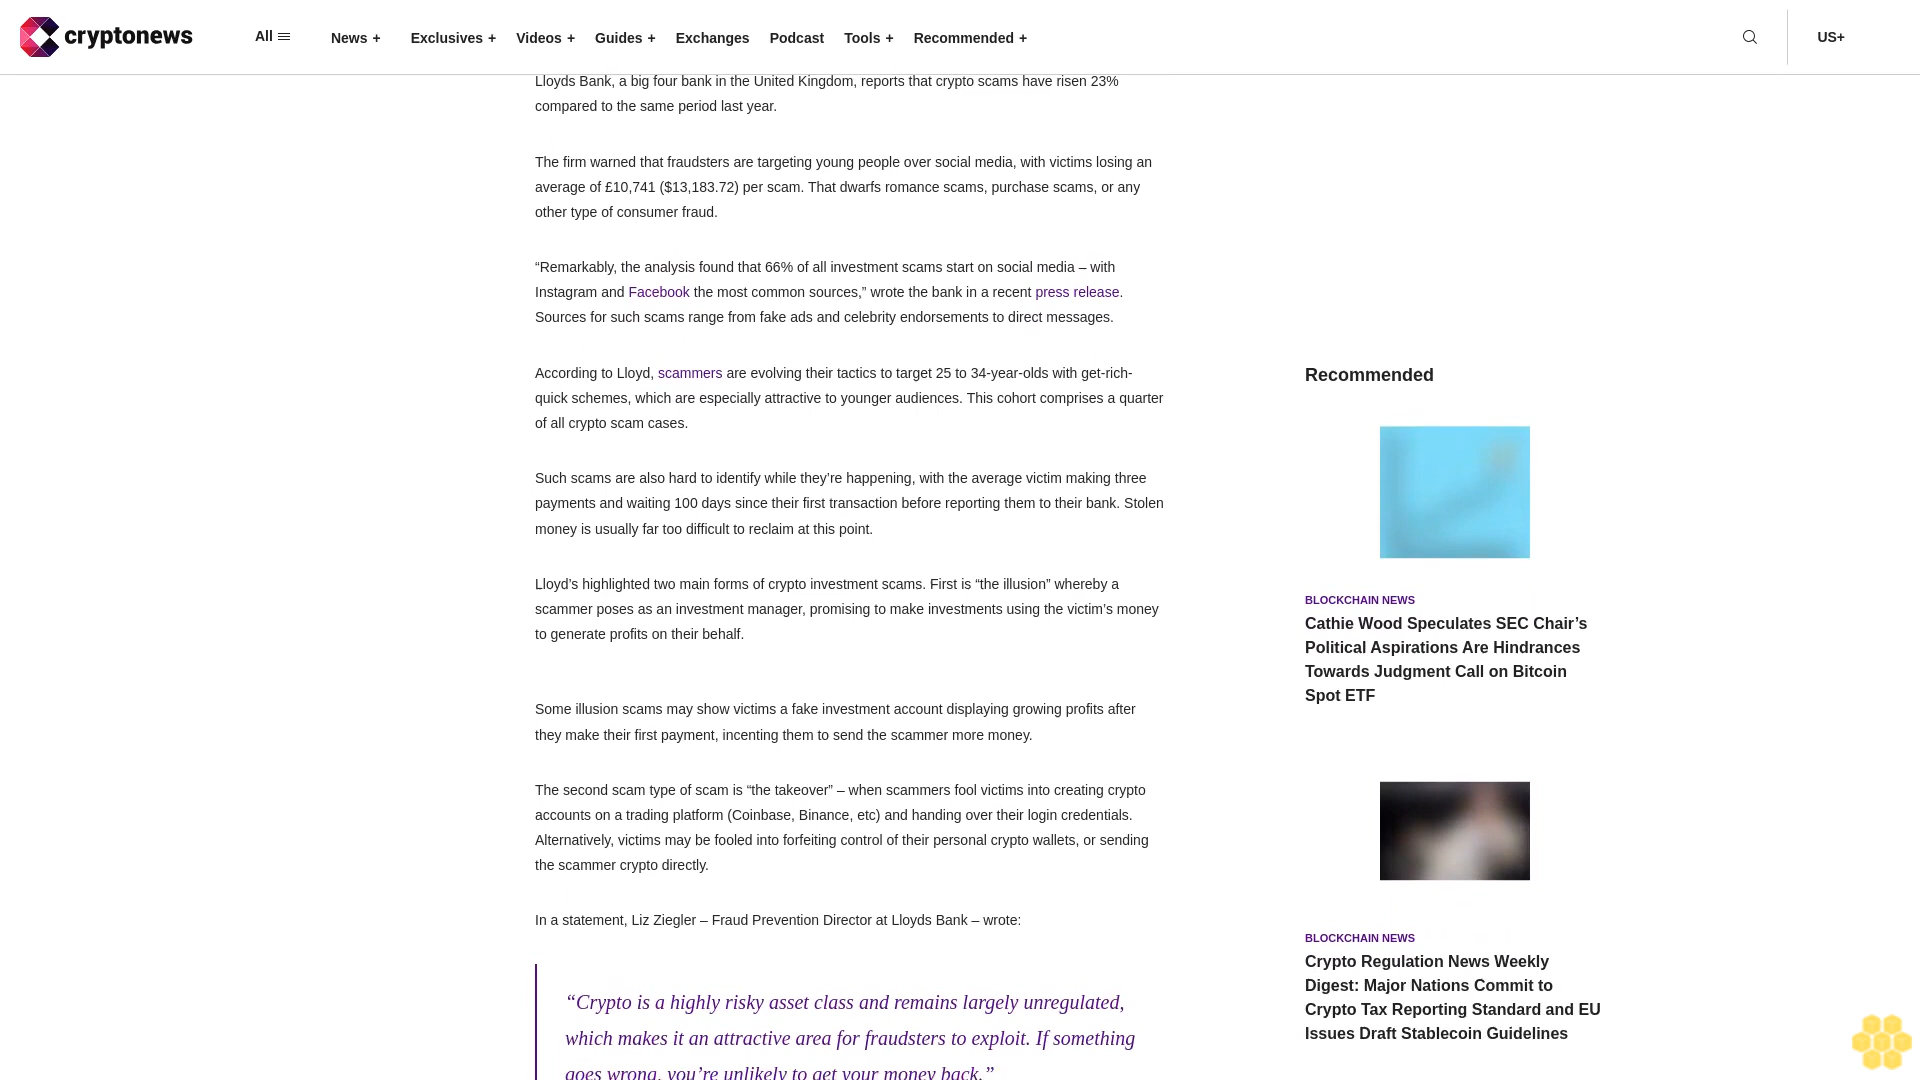 cryptonews
All
News +
Exclusives +
Videos +
Guides +
Exchanges
Podcast
Tools +
Recommended +
US+
Lloyds Bank, a big four bank in the United Kingdom, reports that crypto scams have risen 23%
compared to the same period last year.
The firm warned that fraudsters are targeting young people over social media, with victims losing an
average of £10,741 ($13,183.72) per scam. That dwarfs romance scams, purchase scams, or any
other type of consumer fraud.
“Remarkably, the analysis found that 66% of all investment scams start on social media – with
Instagram and Facebook the most common sources,” wrote the bank in a recent press release.
Sources for such scams range from fake ads and celebrity endorsements to direct messages.
According to Lloyd, scammers are evolving their tactics to target 25 to 34-year-olds with get-rich-
quick schemes, which are especially attractive to younger audiences. This cohort comprises a quarter
of all crypto scam cases.
Such scams are also hard to identify while they’re happening, with the average victim making three
payments and waiting 100 days since their first transaction before reporting them to their bank. Stolen
money is usually far too difficult to reclaim at this point.
Lloyd’s highlighted two main forms of crypto investment scams. First is “the illusion” whereby a
scammer poses as an investment manager, promising to make investments using the victim’s money
to generate profits on their behalf.
Some illusion scams may show victims a fake investment account displaying growing profits after
they make their first payment, incenting them to send the scammer more money.
The second scam type of scam is “the takeover” – when scammers fool victims into creating crypto
accounts on a trading platform (Coinbase, Binance, etc) and handing over their login credentials.
Alternatively, victims may be fooled into forfeiting control of their personal crypto wallets, or sending
the scammer crypto directly.
In a statement, Liz Ziegler – Fraud Prevention Director at Lloyds Bank – wrote:
“Crypto is a highly risky asset class and remains largely unregulated,
which makes it an attractive area for fraudsters to exploit. If something
goes wrong, you’re unlikely to get your money back.”
Recommended
BLOCKCHAIN NEWS
Cathie Wood Speculates SEC Chair’s
Political Aspirations Are Hindrances
Towards Judgment Call on Bitcoin
Spot ETF
BLOCKCHAIN NEWS
Crypto Regulation News Weekly
Digest: Major Nations Commit to
Crypto Tax Reporting Standard and EU
Issues Draft Stablecoin Guidelines